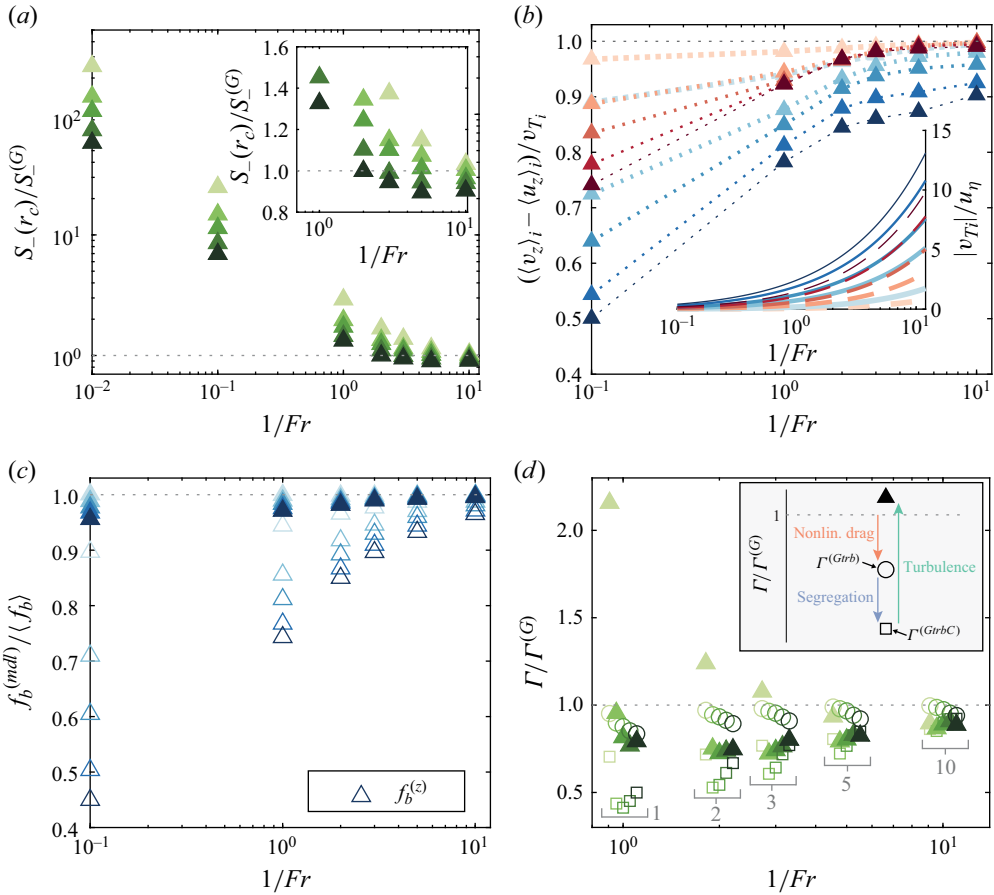 (a)
S_–(r_c)/S_–^(G)
10^2
10^1
10^0
10^–2
10^–1
10^0
10^1
1/Fr
S_–(r_c)/S_–^(G)
1.6
1.4
1.2
1.0
0.8
10^0
10^1
1/Fr
(b)
(⟨v_z⟩_i – ⟨u_z⟩_i)/v_{T_i}
1.0
0.9
0.8
0.7
0.6
0.5
0.4
10^–1
10^0
10^1
1/Fr
15
10
5
0
|v_{Ti}|/u_η
10^–1
10^0
10^1
1/Fr
(c)
f_b^(mdl)/⟨f_b⟩
1.0
0.9
0.8
0.7
0.6
0.5
0.4
10^–1
10^0
10^1
1/Fr
f_b^(z)
(d)
Γ/Γ^(G)
2.0
1.5
1.0
0.5
10^0
10^1
1/Fr
1
2
3
5
10
Γ/Γ^(G)
1
Nonlin. drag
Γ^(Gtrb)
Turbulence
Segregation
Γ^(GtrbC)